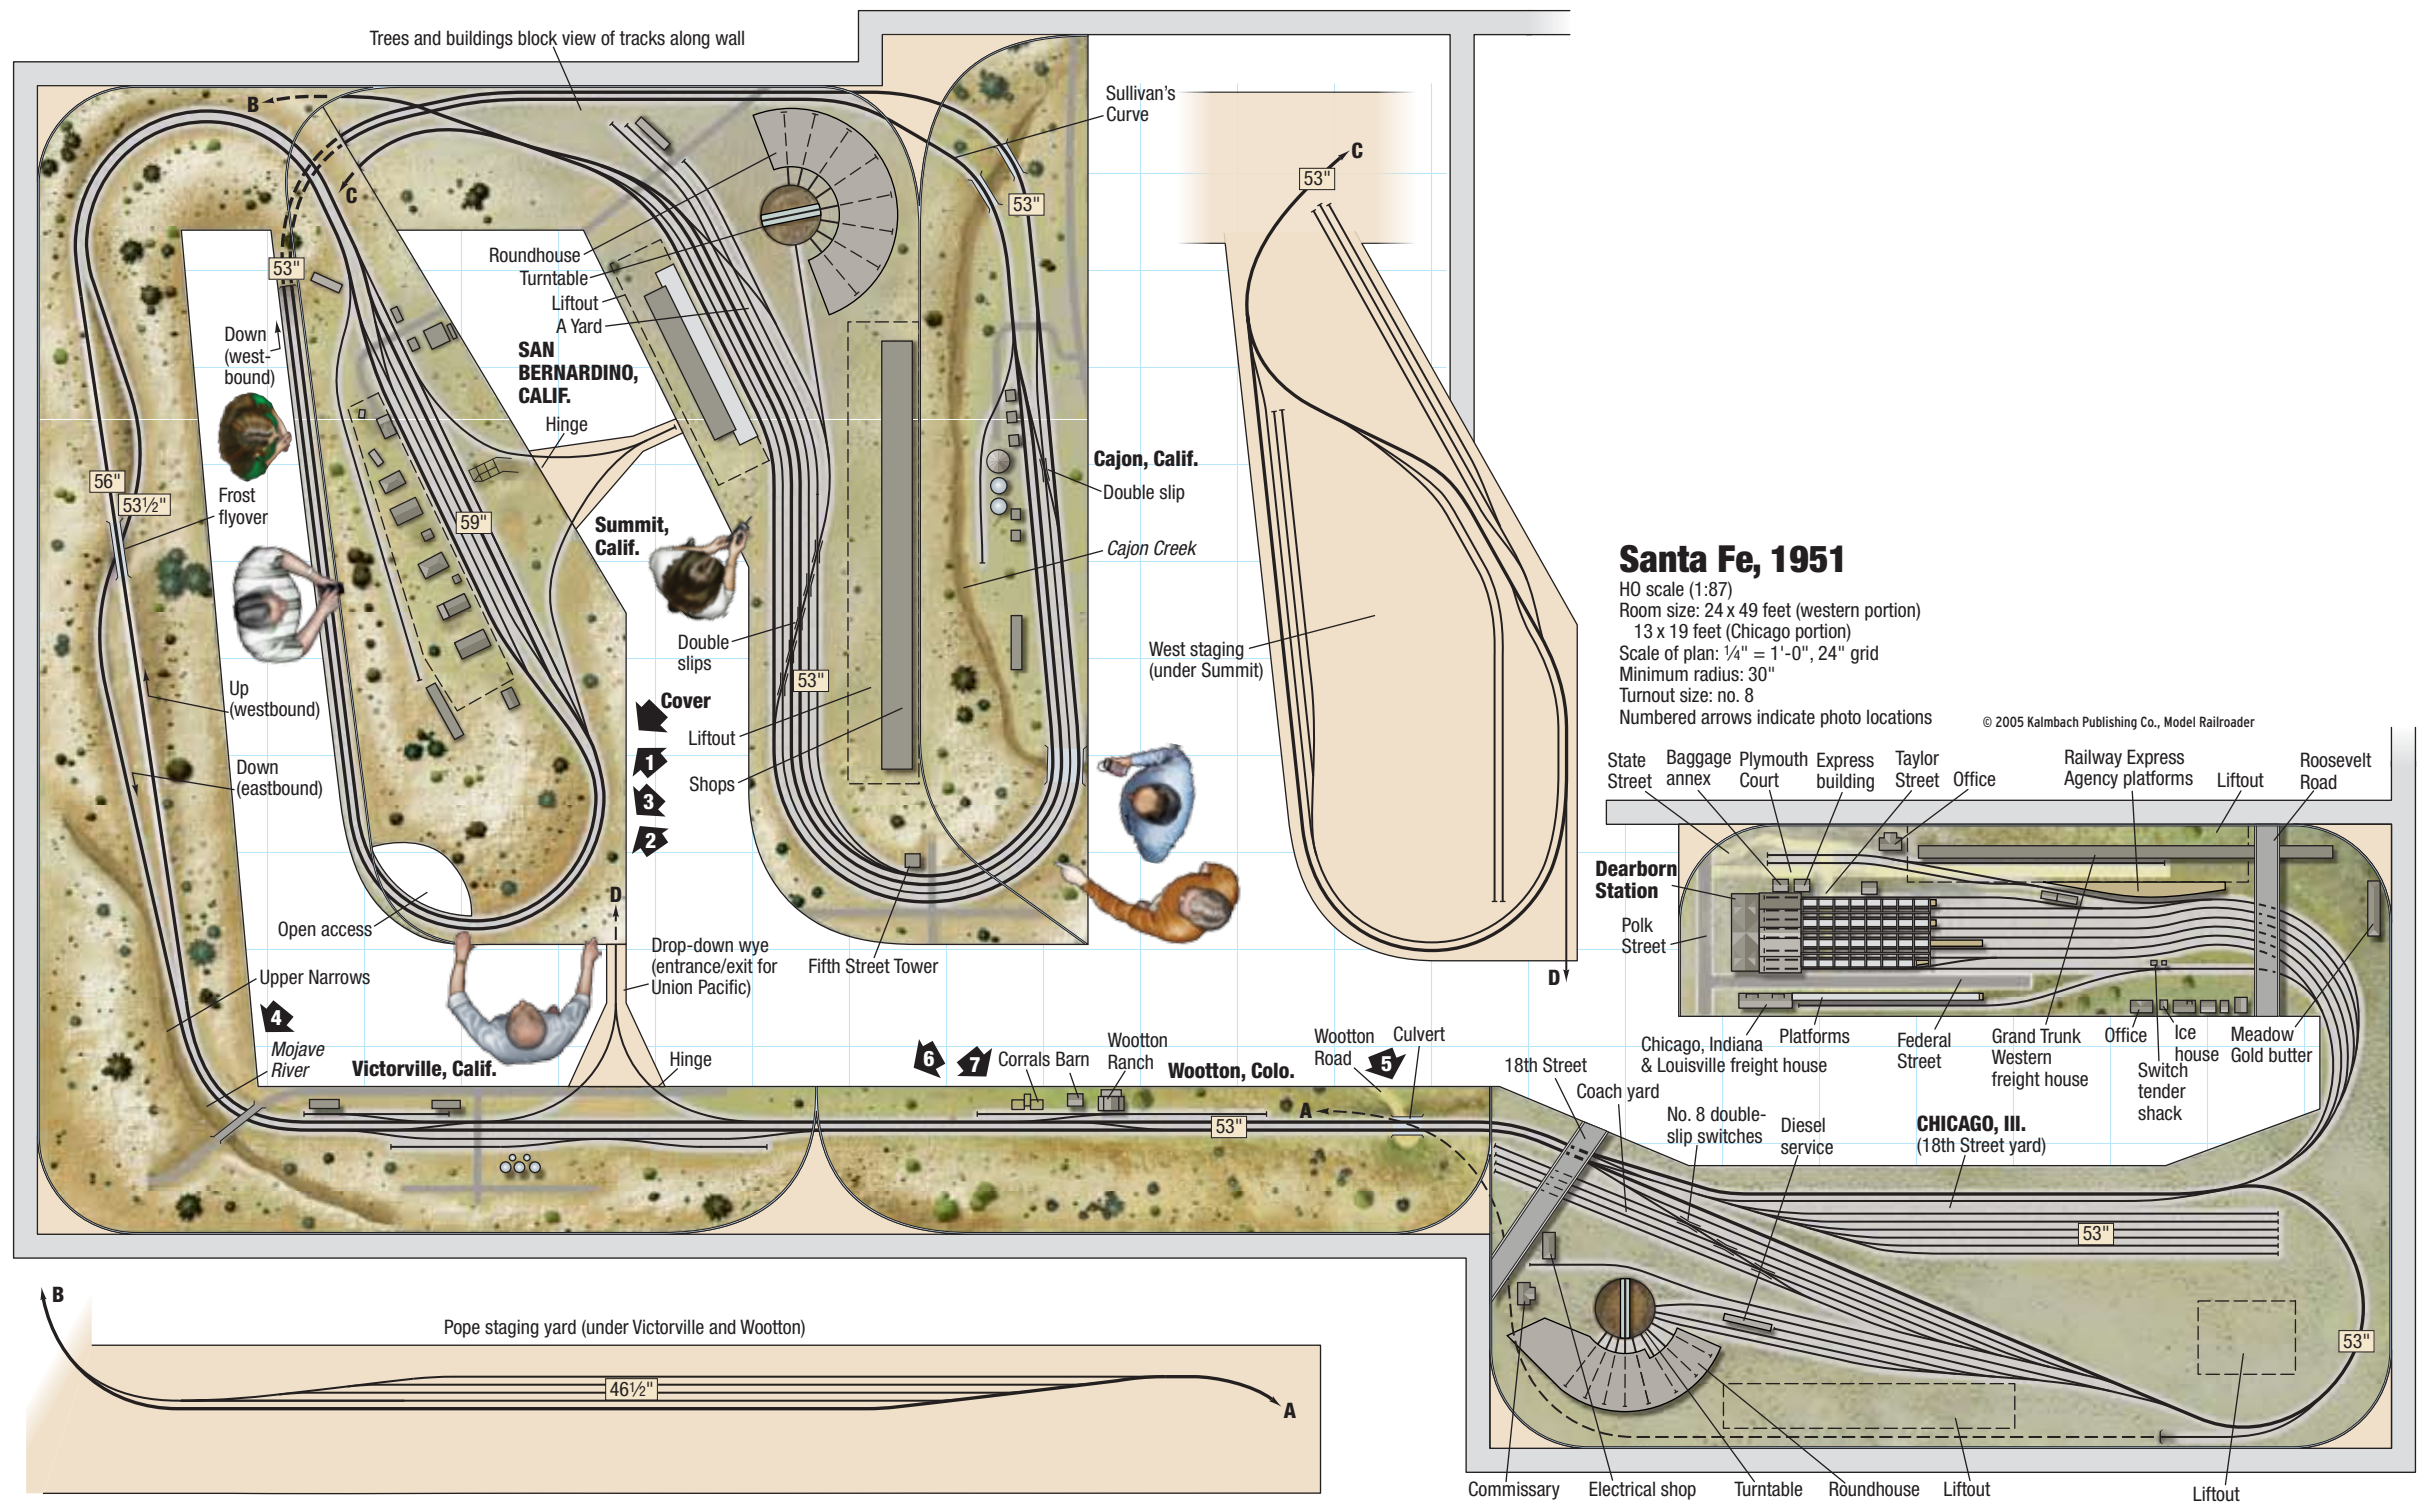 Trees and buildings block view of tracks along wall
B
C
53"
Down
(west-
bound)
56"
53½"
Frost
flyover
59"
Up
(westbound)
Down
(eastbound)
Open access
Upper Narrows
4
Mojave
River
Victorville, Calif.
Roundhouse
Turntable
Liftout
A Yard
SAN
BERNARDINO,
CALIF.
Hinge
Summit,
Calif.
Double
slips
53"
Cover
Liftout
1
Shops
3
2
D
Drop-down wye
(entrance/exit for
Union Pacific)
Fifth Street Tower
Hinge
Sullivan's
Curve
53"
Cajon, Calif.
Double slip
Cajon Creek
C
53"
West staging
(under Summit)
D
6
7
Corrals
Barn
Wootton
Ranch
Wootton, Colo.
Wootton
Road
5
Culvert
A
53"
Santa Fe, 1951
HO scale (1:87)
Room size: 24 x 49 feet (western portion)
13 x 19 feet (Chicago portion)
Scale of plan: ¼" = 1'-0", 24" grid
Minimum radius: 30"
Turnout size: no. 8
Numbered arrows indicate photo locations
© 2005 Kalmbach Publishing Co., Model Railroader
State
Street
Baggage
annex
Plymouth
Court
Express
building
Taylor
Street
Office
Railway Express
Agency platforms
Liftout
Roosevelt
Road
Dearborn
Station
Polk
Street
Chicago, Indiana
& Louisville freight house
Platforms
Federal
Street
Grand Trunk
Western
freight house
Office
Ice
house
Switch
tender
shack
Meadow
Gold butter
18th Street
Coach yard
No. 8 double-
slip switches
Diesel
service
CHICAGO, Ill.
(18th Street yard)
53"
53"
Commissary
Electrical shop
Turntable
Roundhouse
Liftout
Liftout
B
Pope staging yard (under Victorville and Wootton)
46½"
A